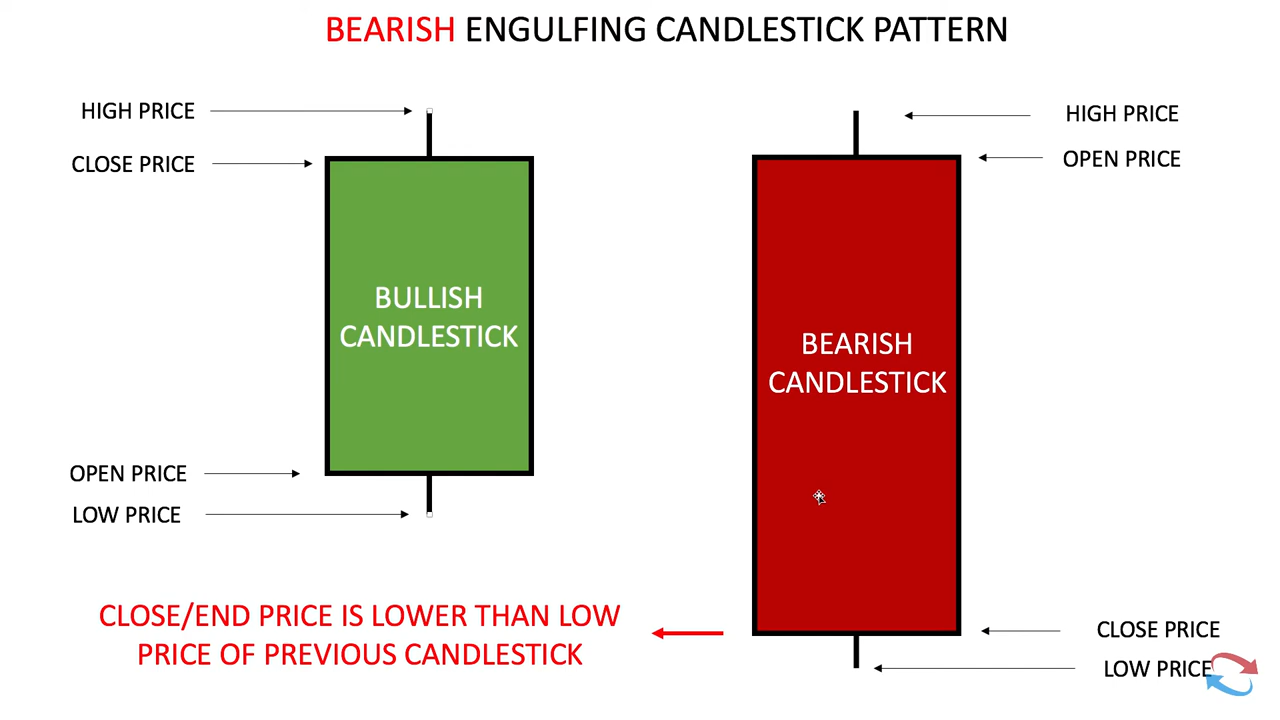 BEARISH ENGULFING CANDLESTICK PATTERN
HIGH PRICE
CLOSE PRICE
BULLISH
CANDLESTICK
OPEN PRICE
LOW PRICE
HIGH PRICE
OPEN PRICE
BEARISH
CANDLESTICK
CLOSE PRICE
LOW PRICE
CLOSE/END PRICE IS LOWER THAN LOW
PRICE OF PREVIOUS CANDLESTICK